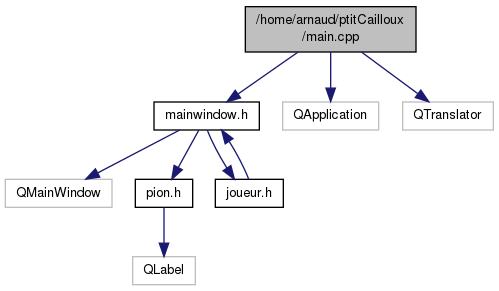 /home/arnaud/ptitCailloux
/main.cpp
mainwindow.h
QApplication
QTranslator
QMainWindow
pion.h
joueur.h
QLabel